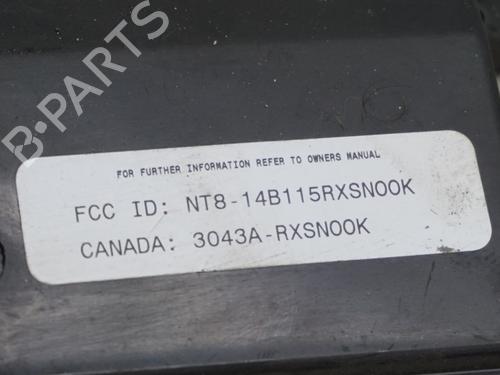 B-PARTS
FOR FURTHER INFORMATION REFER TO OWNERS MANUAL
FCC ID: NT8-14B115RXSNOOK
CANADA: 3043A-RXSNOOK